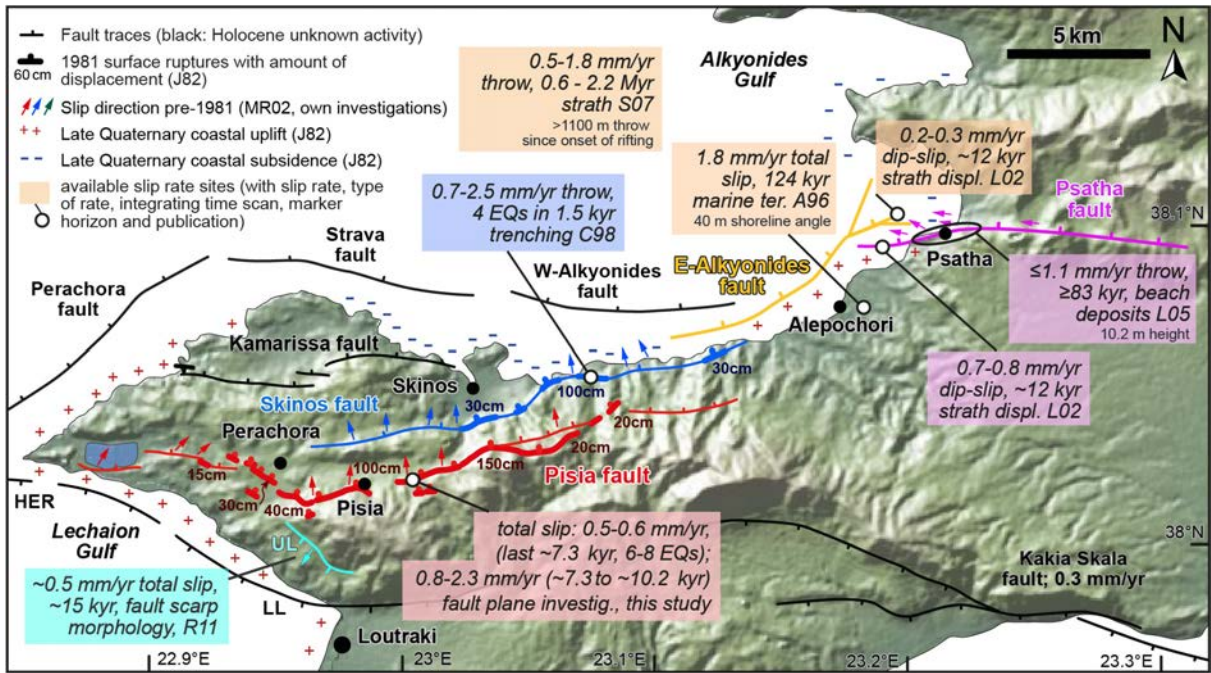 Fault traces (black: Holocene unknown activity)
1981 surface ruptures with amount of
displacement (J82)
60 cm
Slip direction pre-1981 (MR02, own investigations)
Late Quaternary coastal uplift (J82)
Late Quaternary coastal subsidence (J82)
available slip rate sites (with slip rate, type
of rate, integrating time scan, marker
horizon and publication)
0.5-1.8 mm/yr
throw, 0.6 - 2.2 Myr
strath S07
>1100 m throw
since onset of rifting
Alkyonides
Gulf
5 km
N
0.7-2.5 mm/yr throw,
4 EQs in 1.5 kyr
trenching C98
1.8 mm/yr total
slip, 124 kyr
marine ter. A96
40 m shoreline angle
0.2-0.3 mm/yr
dip-slip, ~12 kyr
strath displ. L02
Psatha
fault
38.1°N
Psatha
≤1.1 mm/yr throw,
≥83 kyr, beach
deposits L05
10.2 m height
0.7-0.8 mm/yr
dip-slip, ~12 kyr
strath displ. L02
Strava
fault
Perachora
fault
W-Alkyonides
fault
E-Alkyonides
fault
Alepochori
Kamarissa fault
Skinos
Skinos fault
30cm
100cm
30cm
Perachora
15cm
30cm
40cm
100cm
Pisia
150cm
20cm
20cm
Pisia fault
HER
Lechaion
Gulf
UL
LL
~0.5 mm/yr total slip,
~15 kyr, fault scarp
morphology, R11
total slip: 0.5-0.6 mm/yr,
(last ~7.3 kyr, 6-8 EQs);
0.8-2.3 mm/yr (~7.3 to ~10.2 kyr)
fault plane investig., this study
38°N
Kakia Skala
fault; 0.3 mm/yr
Loutraki
22.9°E
23°E
23.1°E
23.2°E
23.3°E